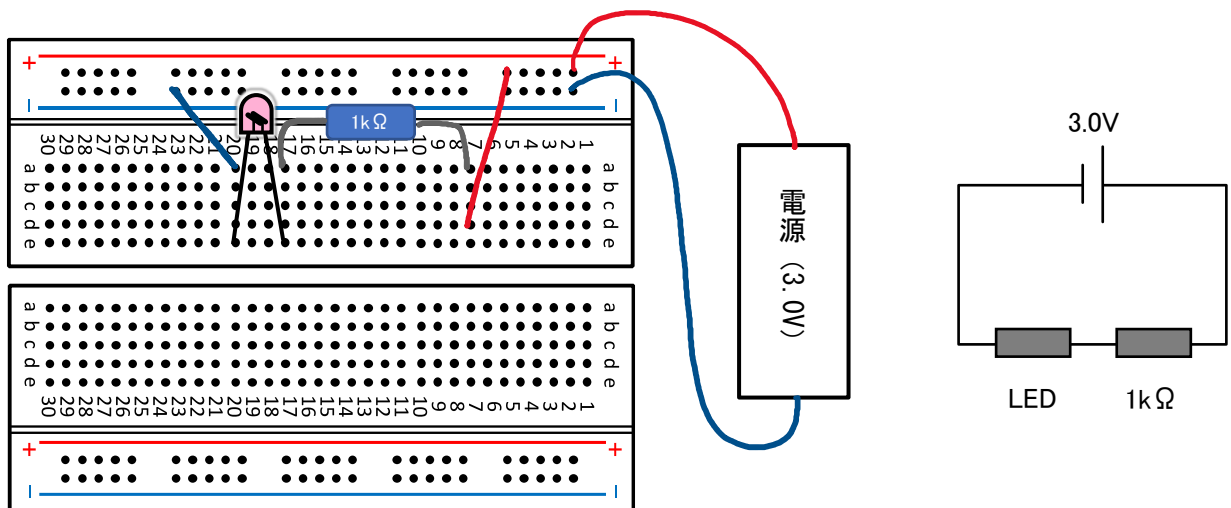 + +
− −
1kΩ
30 29 28 27 26 25 24 23 22 21 20 19 18 17 16 15 14 13 12 11 10 9 8 7 6 5 4 3 2 1
a a
b b
c c
d d
e e
a a
b b
c c
d d
e e
30 29 28 27 26 25 24 23 22 21 20 19 18 17 16 15 14 13 12 11 10 9 8 7 6 5 4 3 2 1
+ +
− −
電源(3.0V)
3.0V
LED 1kΩ